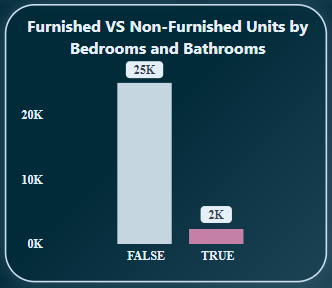 Furnished VS Non-Furnished Units by
Bedrooms and Bathrooms
25K
20K
10K
2K
0K
FALSE TRUE